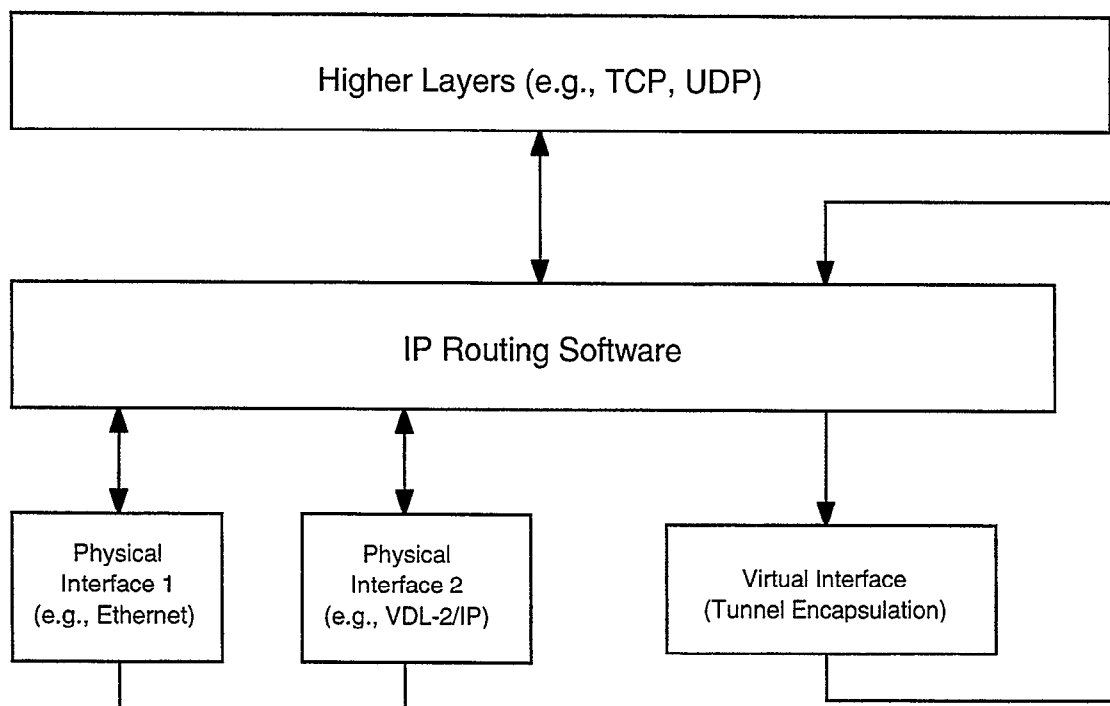 Higher Layers (e.g., TCP, UDP)
IP Routing Software
Physical
Interface 1
(e.g., Ethernet)
Physical
Interface 2
(e.g., VDL-2/IP)
Virtual Interface
(Tunnel Encapsulation)